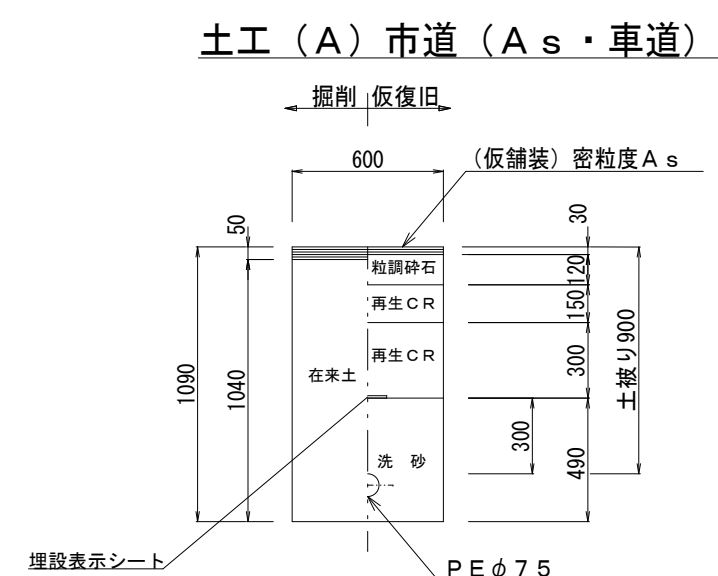 土工（A）市道（As・車道）
掘削 仮復旧
600
（仮舗装）密粒度As
50
30
粒調砕石
120
再生CR
150
再生CR
300
在来土
1090
1040
土被り900
300
490
洗 砂
埋設表示シート
PEφ75